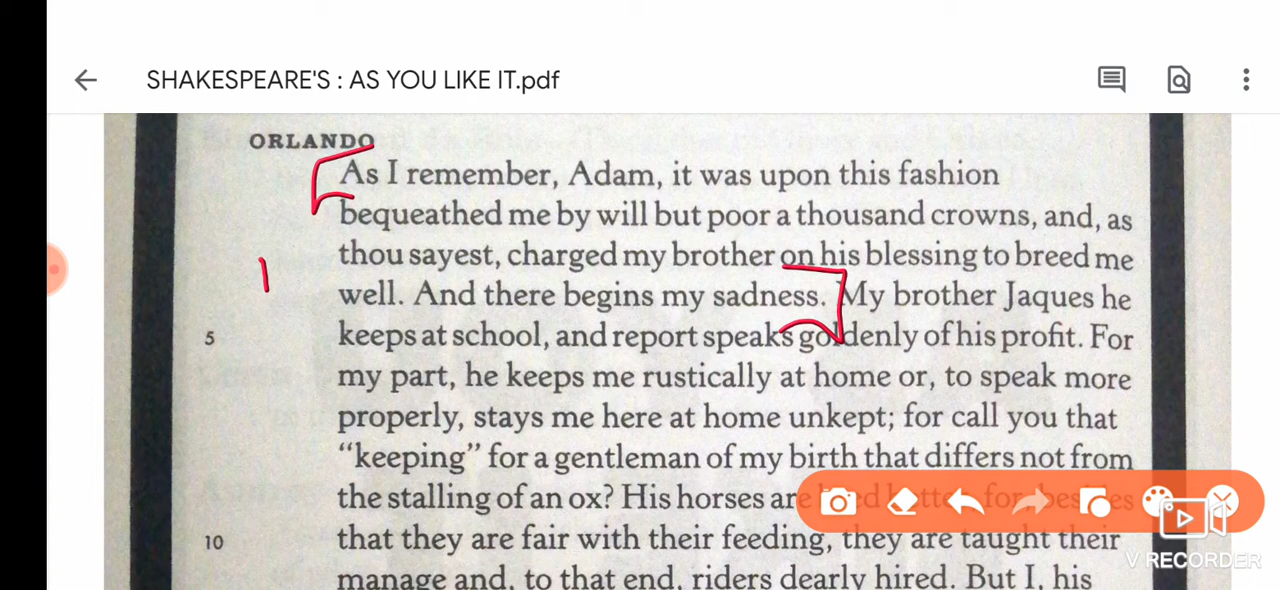 SHAKESPEARE'S : AS YOU LIKE IT.pdf
ORLANDO
As I remember, Adam, it was upon this fashion
bequeathed me by will but poor a thousand crowns, and, as
thou sayest, charged my brother on his blessing to breed me
1
well. And there begins my sadness. My brother Jaques he
5 keeps at school, and report speaks goldenly of his profit. For
my part, he keeps me rustically at home or, to speak more
properly, stays me here at home unkept; for call you that
“keeping” for a gentleman of my birth that differs not from
the stalling of an ox? His horses are bred better, for, besides
10 that they are fair with their feeding, they are taught their
manage and, to that end, riders dearly hired. But I, his
V RECORDER